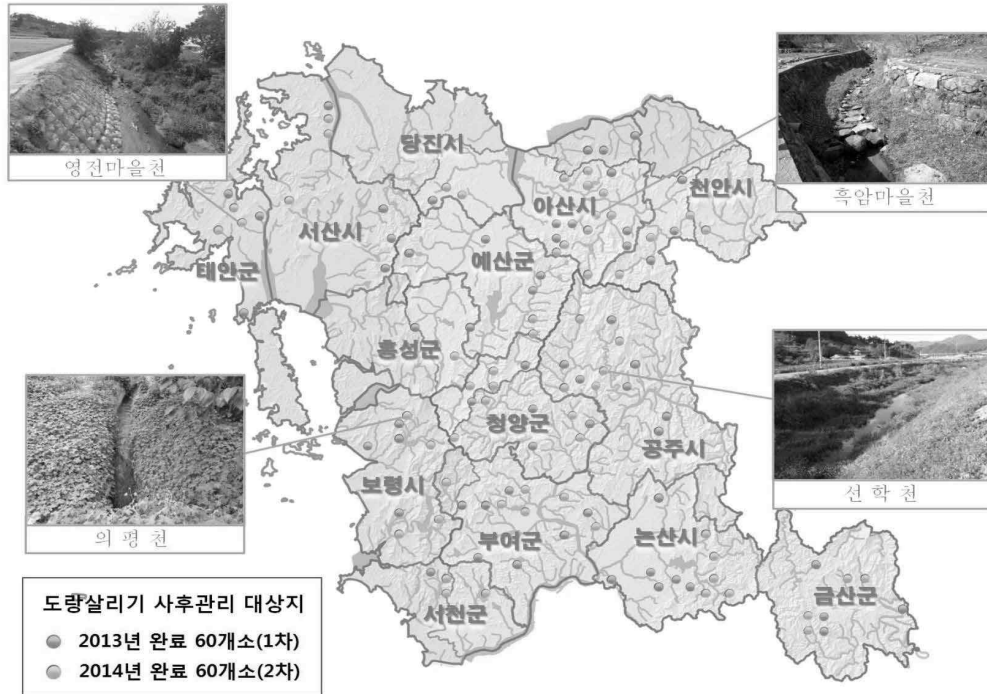 영전마을천
흑암마을천
당진시
천안시
아산시
서산시
예산군
태안군
홍성군
청양군
공주시
선 학 천
보령시
의 평 천
부여군
논산시
금산군
서천군
도랑살리기 사후관리 대상지
2013년 완료 60개소(1차)
2014년 완료 60개소(2차)